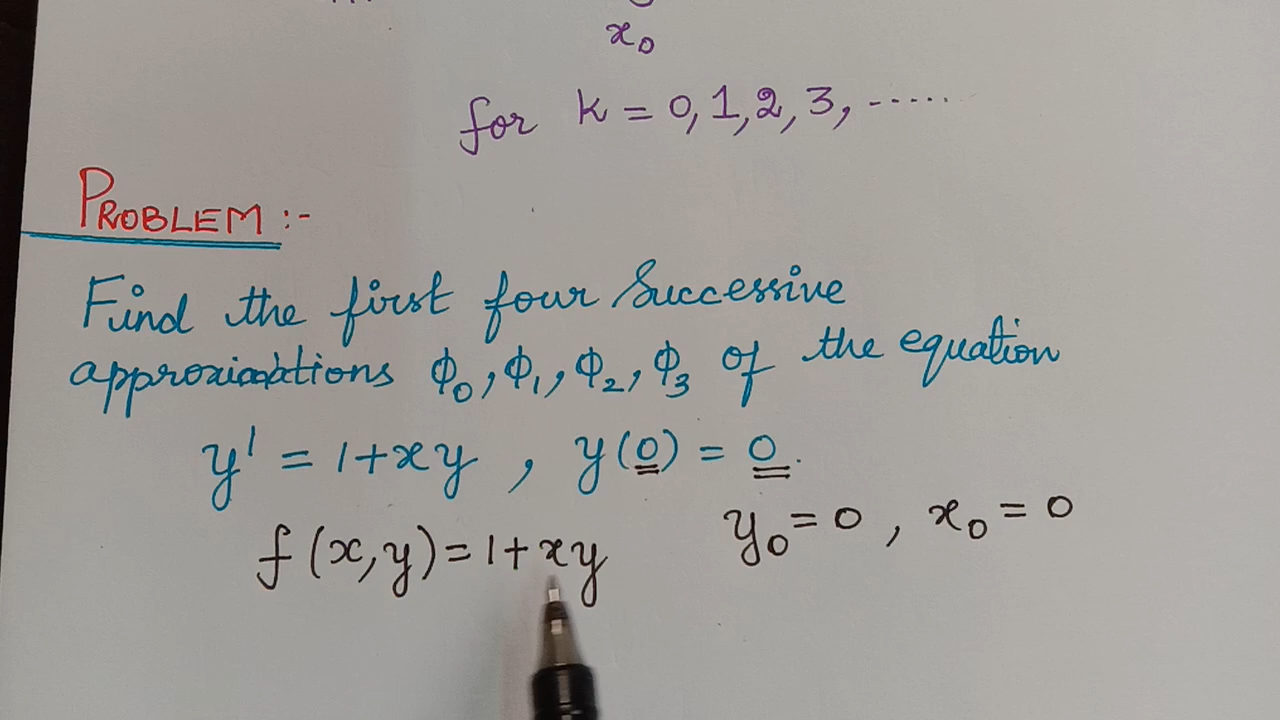 x₀
for k = 0, 1, 2, 3, ......
PROBLEM :-
Find the first four Successive
approximations ϕ₀, ϕ₁, ϕ₂, ϕ₃ of the equation
y' = 1+xy , y(0) = 0.
f(x,y) = 1+xy y₀ = 0 , x₀ = 0